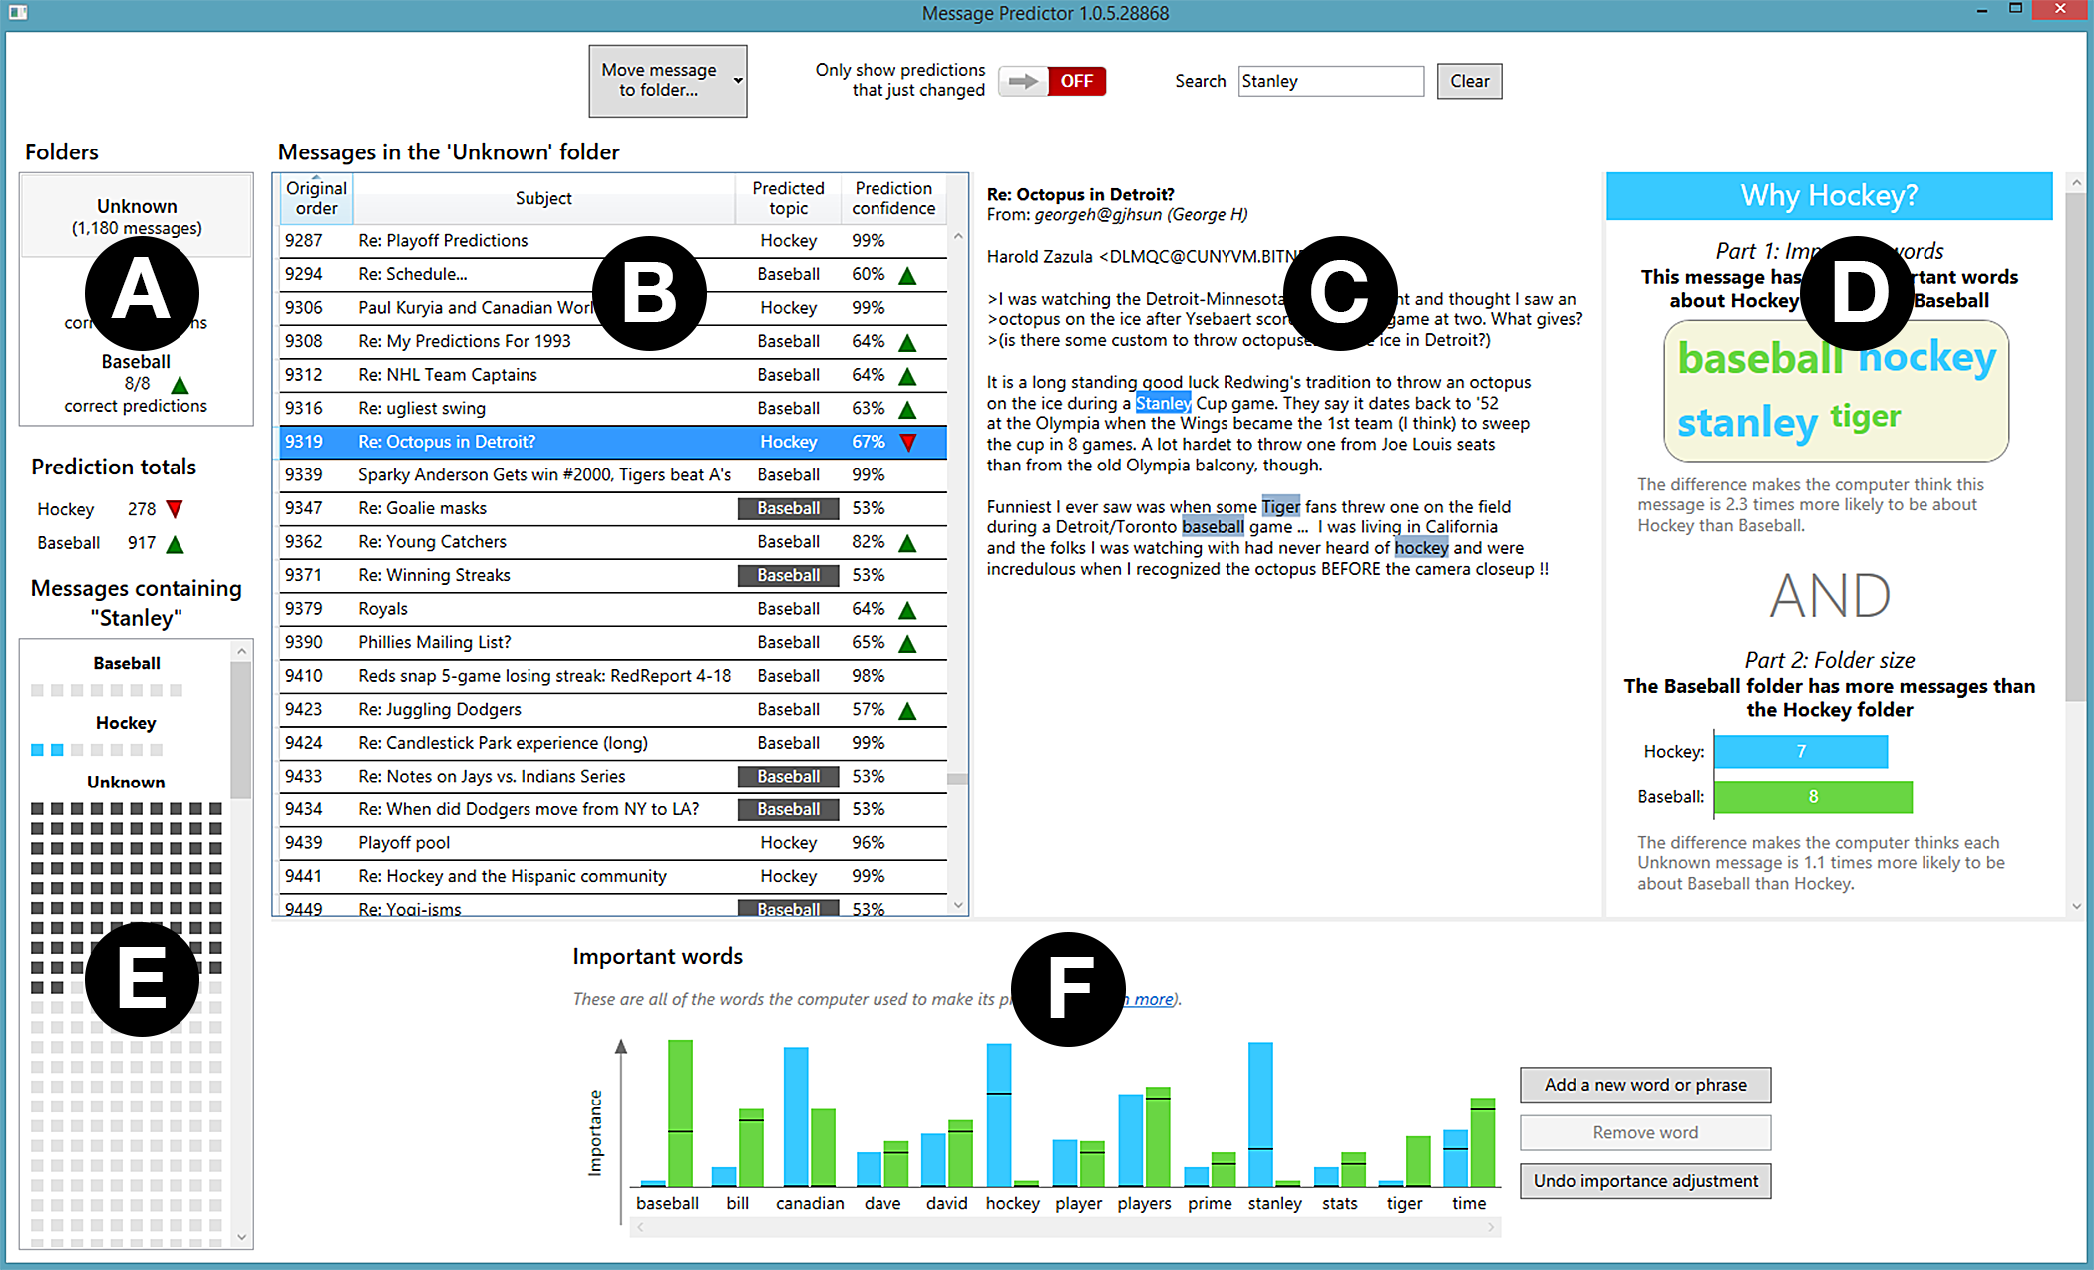 Message Predictor 1.0.5.28868
Move message
to folder...
Only show predictions
that just changed
OFF
Search
Stanley
Clear
Folders
Unknown
(1,180 messages)
A
Baseball
8/8
correct predictions
Prediction totals
Hockey 278
Baseball 917
Messages containing
"Stanley"
Baseball
Hockey
Unknown
E
Messages in the 'Unknown' folder
Original order Subject Predicted topic Prediction confidence
9287 Re: Playoff Predictions Hockey 99%
9294 Re: Schedule... Baseball 60%
9306 Paul Kuryia and Canadian Hockey 99%
9308 Re: My Predictions For 1993 Baseball 64%
9312 Re: NHL Team Captains Baseball 64%
9316 Re: ugliest swing Baseball 63%
9319 Re: Octopus in Detroit? Hockey 67%
9339 Sparky Anderson Gets win #2000, Tigers beat A's Baseball 99%
9347 Re: Goalie masks Baseball 53%
9362 Re: Young Catchers Baseball 82%
9371 Re: Winning Streaks Baseball 53%
9379 Royals Baseball 64%
9390 Phillies Mailing List? Baseball 65%
9410 Reds snap 5-game losing streak: RedReport 4-18 Baseball 98%
9423 Re: Juggling Dodgers Baseball 57%
9424 Re: Candlestick Park experience (long) Baseball 99%
9433 Re: Notes on Jays vs. Indians Series Baseball 53%
9434 Re: When did Dodgers move from NY to LA? Baseball 53%
9439 Playoff pool Hockey 96%
9441 Re: Hockey and the Hispanic community Hockey 99%
9449 Re: Yogi-isms Baseball 53%
B
Re: Octopus in Detroit?
From: georgeh@gjhsun (George H)
Harold Zazula <DLMQC@CUNYVM.BITN
C
>I was watching the Detroit-Minnesota and thought I saw an
>octopus on the ice after Ysebaert game at two. What gives?
>(is there some custom to throw ice in Detroit?)
It is a long standing good luck Redwing's tradition to throw an octopus
on the ice during a Stanley Cup game. They say it dates back to '52
at the Olympia when the Wings became the 1st team (I think) to sweep
the cup in 8 games. A lot hardet to throw one from Joe Louis seats
than from the old Olympia balcony, though.
Funniest I ever saw was when some Tiger fans threw one on the field
during a Detroit/Toronto baseball game ... I was living in California
and the folks I was watching with had never heard of hockey and were
incredulous when I recognized the octopus BEFORE the camera closeup !!
Why Hockey?
Part 1: words
This message has important words
about Hockey Baseball
D
baseball hockey
stanley tiger
The difference makes the computer think this
message is 2.3 times more likely to be about
Hockey than Baseball.
AND
Part 2: Folder size
The Baseball folder has more messages than
the Hockey folder
Hockey: 7
Baseball: 8
The difference makes the computer thinks each
Unknown message is 1.1 times more likely to be
about Baseball than Hockey.
Important words
These are all of the words the computer used to make its more).
F
Importance
baseball bill canadian dave david hockey player players prime stanley stats tiger time
Add a new word or phrase
Remove word
Undo importance adjustment